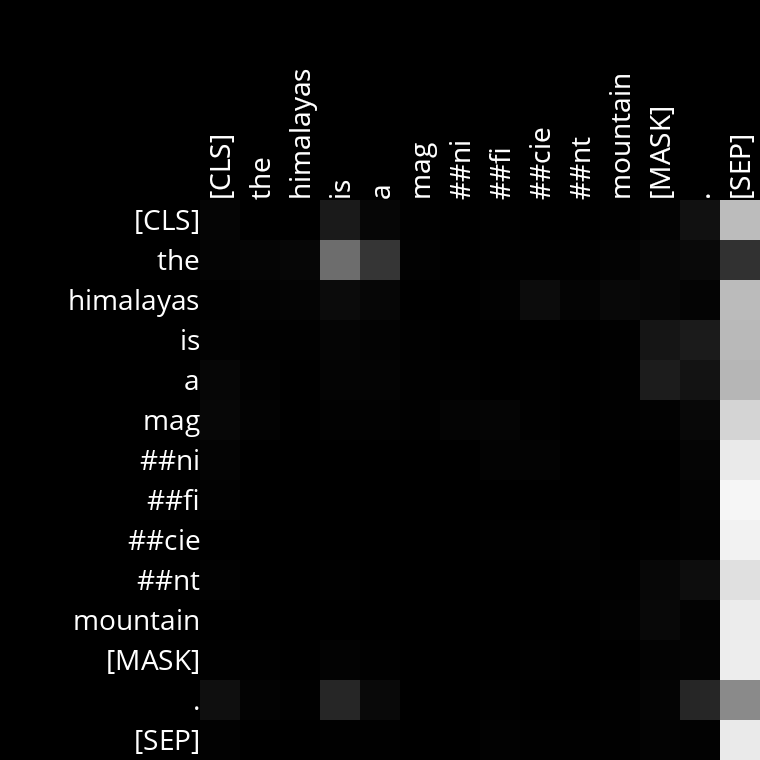 [CLS] the himalayas is a mag ##ni ##fi ##cie ##nt mountain [MASK] . [SEP]
[CLS]
the
himalayas
is
a
mag
##ni
##fi
##cie
##nt
mountain
[MASK]
.
[SEP]